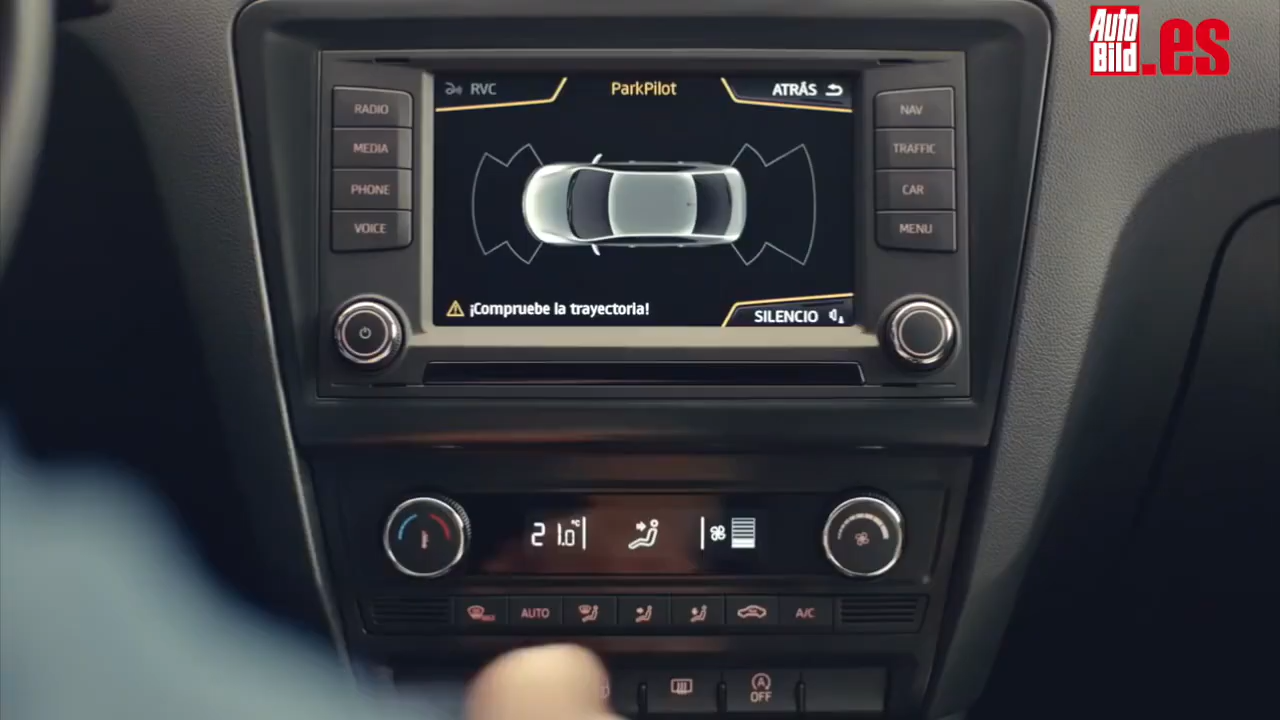 Auto
Bild
.es
RVC
ParkPilot
ATRÁS
RADIO
MEDIA
PHONE
VOICE
NAV
TRAFFIC
CAR
MENU
¡Compruebe la trayectoria!
SILENCIO
21.0°C
AUTO
MAX
A/C
A
OFF